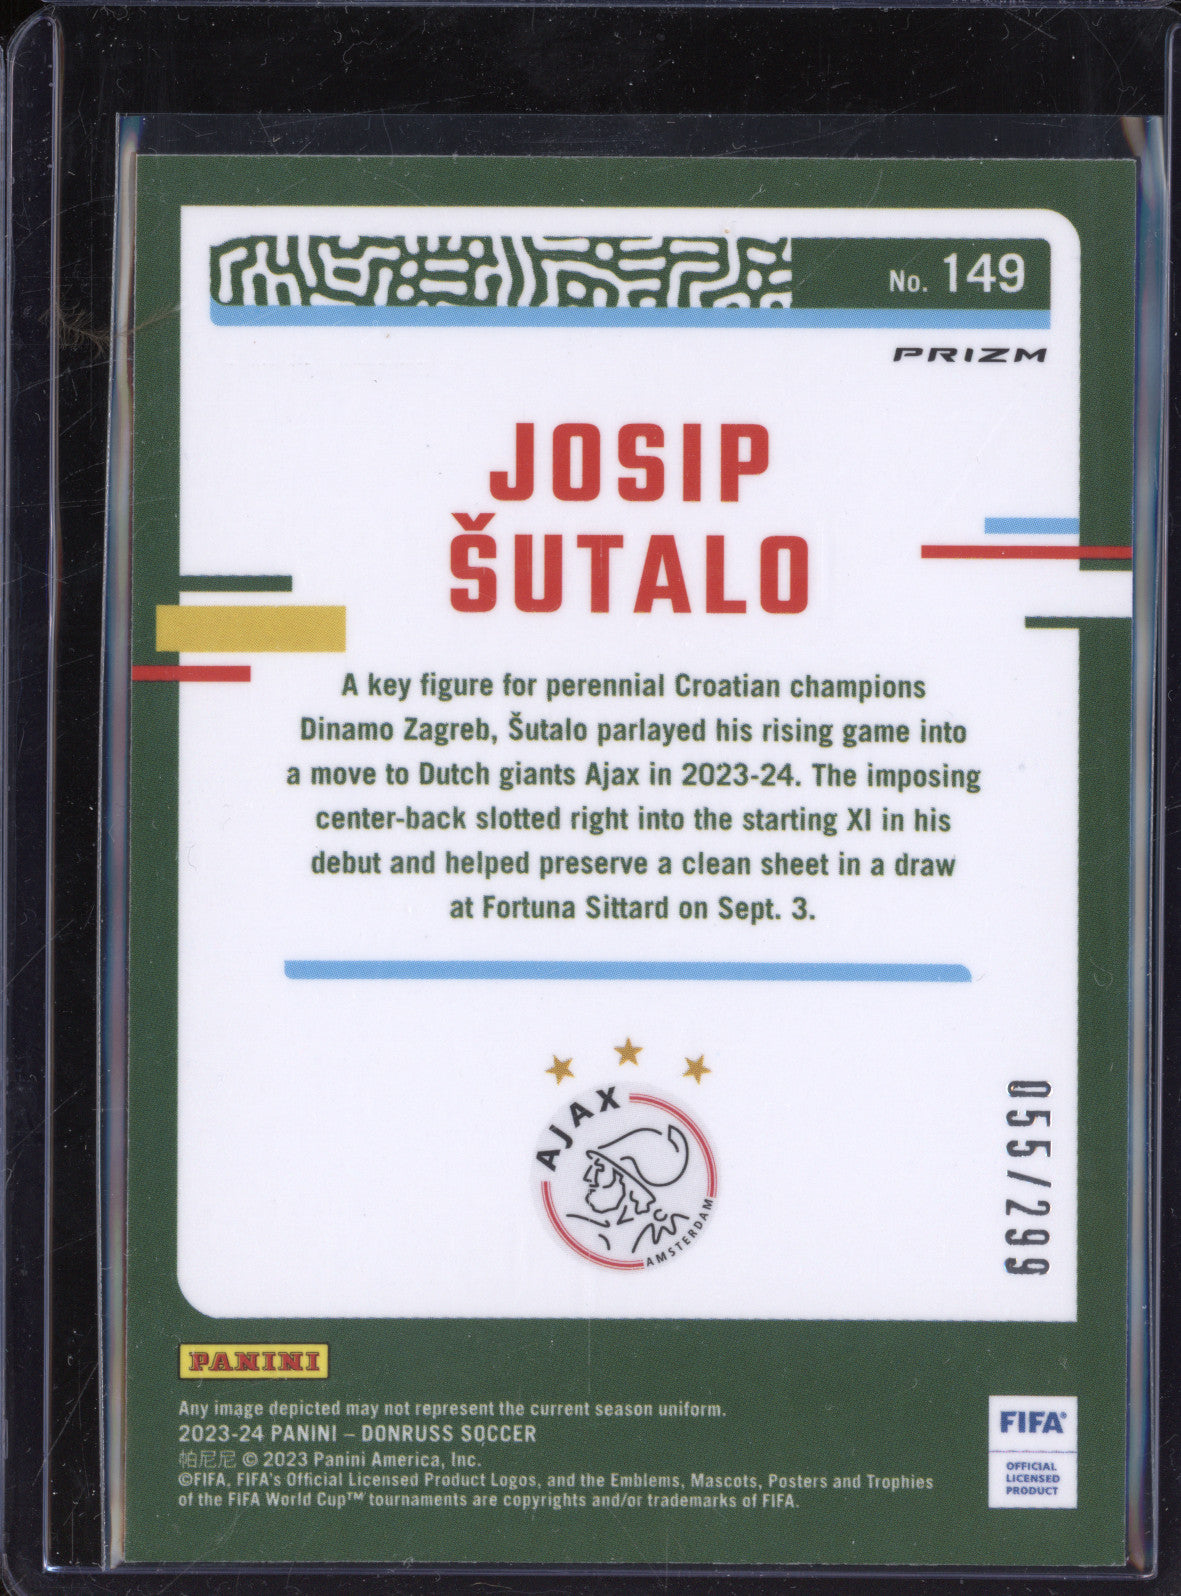 No. 149
PRIZM
JOSIP
ŠUTALO
A key figure for perennial Croatian champions
Dinamo Zagreb, Šutalo parlayed his rising game into
a move to Dutch giants Ajax in 2023-24. The imposing
center-back slotted right into the starting XI in his
debut and helped preserve a clean sheet in a draw
at Fortuna Sittard on Sept. 3.
AJAX
AMSTERDAM
055/299
PANINI
Any image depicted may not represent the current season uniform.
2023-24 PANINI – DONRUSS SOCCER
帕尼尼 © 2023 Panini America, Inc.
©FIFA, FIFA's Official Licensed Product Logos, and the Emblems, Mascots, Posters and Trophies
of the FIFA World Cup™ tournaments are copyrights and/or trademarks of FIFA.
FIFA®
OFFICIAL
LICENSED
PRODUCT